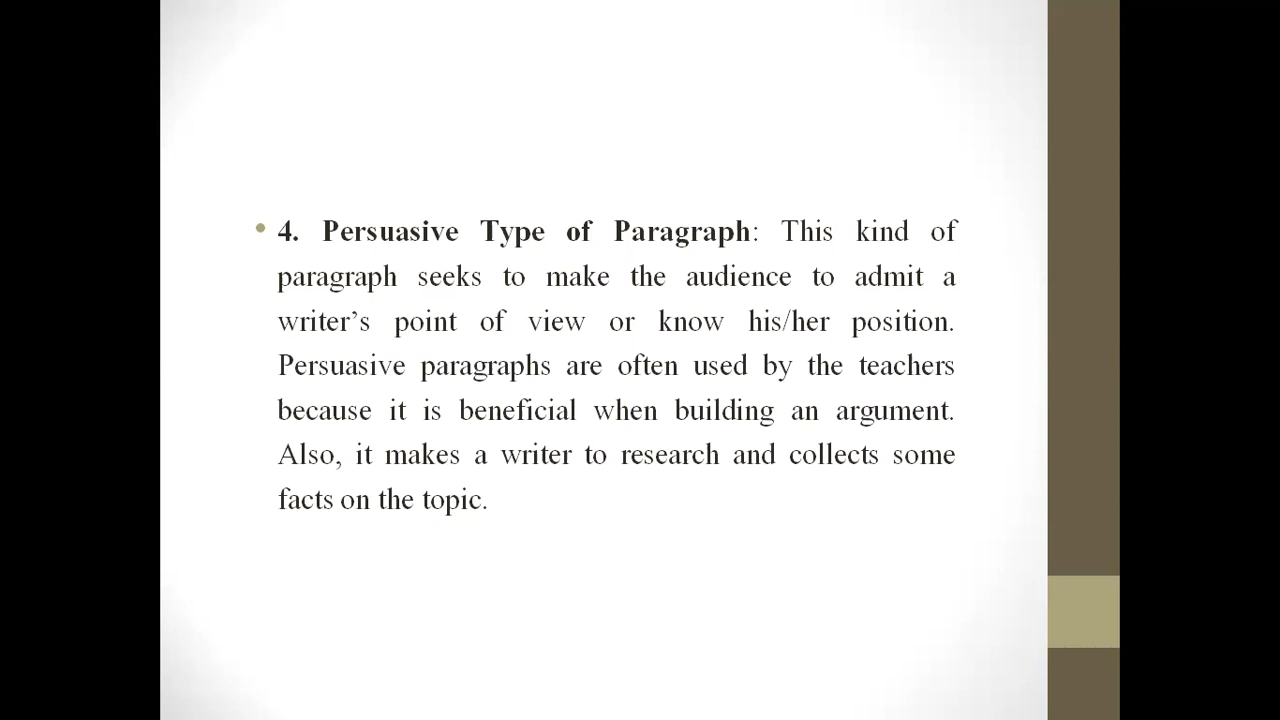 • 4. Persuasive Type of Paragraph: This kind of
paragraph seeks to make the audience to admit a
writer’s point of view or know his/her position.
Persuasive paragraphs are often used by the teachers
because it is beneficial when building an argument.
Also, it makes a writer to research and collects some
facts on the topic.